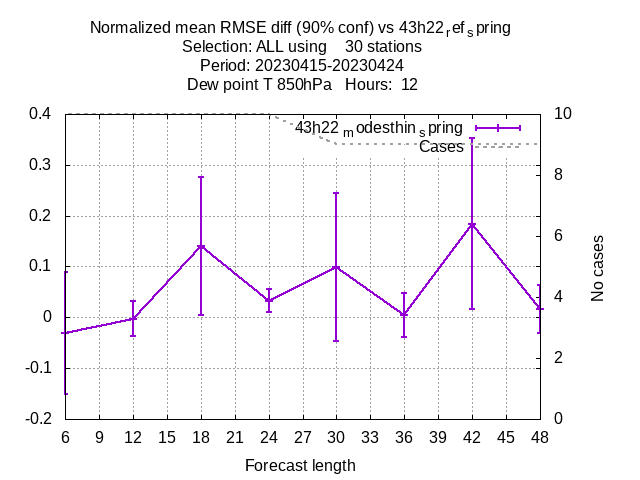 Normalized mean RMSE diff (90% conf) vs 43h22refspring
Selection: ALL using 30 stations
Period: 20230415-20230424
Dew point T 850hPa Hours: 12
43h22modesthinspring
Cases
0.4
0.3
0.2
0.1
0
-0.1
-0.2
10
8
6
4
2
0
No cases
6 9 12 15 18 21 24 27 30 33 36 39 42 45 48
Forecast length